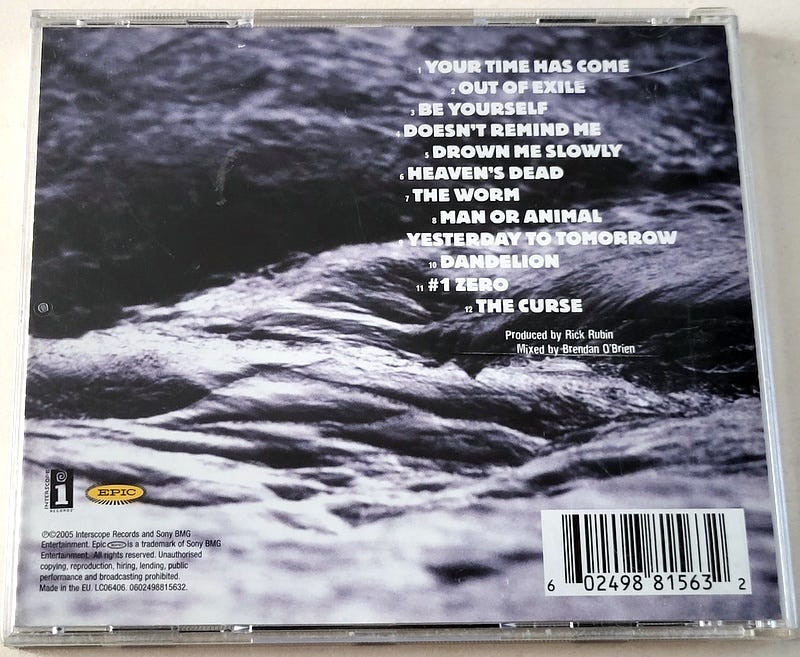 1 YOUR TIME HAS COME
2 OUT OF EXILE
3 BE YOURSELF
4 DOESN'T REMIND ME
5 DROWN ME SLOWLY
6 HEAVEN'S DEAD
7 THE WORM
8 MAN OR ANIMAL
9 YESTERDAY TO TOMORROW
10 DANDELION
11 #1 ZERO
12 THE CURSE
Produced by Rick Rubin
Mixed by Brendan O'Brien
INTERSCOPE
i
RECORDS
EPIC
℗©2005 Interscope Records and Sony BMG
Entertainment. Epic is a trademark of Sony BMG
Entertainment. All rights reserved. Unauthorised
copying, reproduction, hiring, lending, public
performance and broadcasting prohibited.
Made in the EU. LC06406. 0602498815632.
6 02498 81563 2